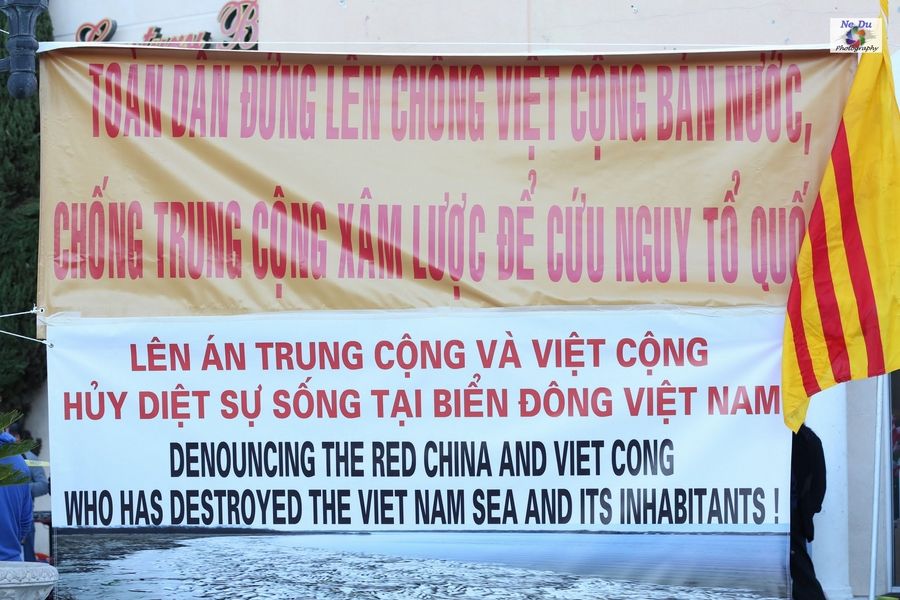 Ne Du
Photography
TOÀN DÂN ĐỨNG LÊN CHỐNG VIỆT CỘNG BÁN NƯỚC,
CHỐNG TRUNG CỘNG XÂM LƯỢC ĐỂ CỨU NGUY TỔ QUỐ
LÊN ÁN TRUNG CỘNG VÀ VIỆT CỘNG
HỦY DIỆT SỰ SỐNG TẠI BIỂN ĐÔNG VIỆT NAM
DENOUNCING THE RED CHINA AND VIET CONG
WHO HAS DESTROYED THE VIET NAM SEA AND ITS INHABITANTS !